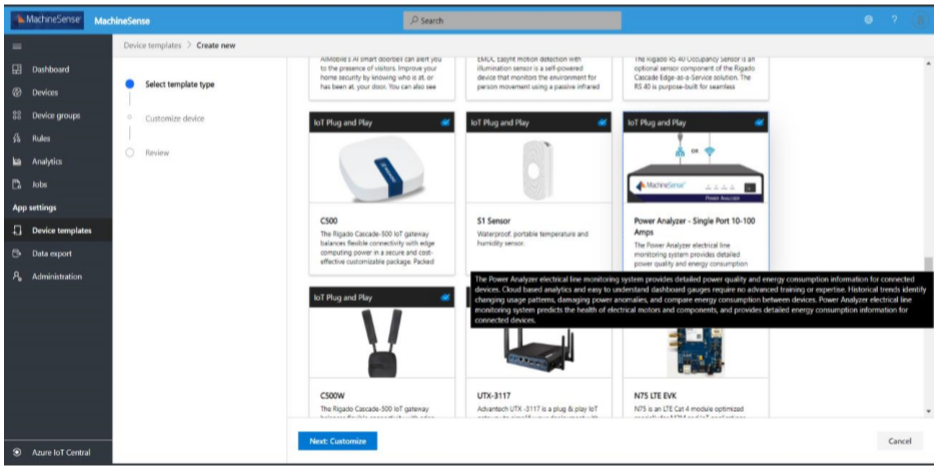 MachineSense
MachineSense
Search
?
Device templates > Create new
Dashboard
Devices
Device groups
Rules
Analytics
Jobs
App settings
Device templates
Data export
Administration
Azure IoT Central
Select template type
Customize device
Review
AIMobile's AI smart doorbell can alert you
to the presence of visitors. Improve your
home security by knowing who is at, or
has been at, your door. You can also see
illumination sensor is a self-powered
device that monitors the environment for
person movement using a passive infrared
The Rigado RS 40 Occupancy Sensor is an
optional sensor component of the Rigado
Cascade Edge-as-a-Service solution. The
RS 40 is purpose-built for seamless
IoT Plug and Play
C500
The Rigado Cascade-500 IoT gateway
balances flexible connectivity with edge
computing power in a secure and cost-
effective customizable package. Packed
IoT Plug and Play
S1 Sensor
Waterproof, portable temperature and
humidity sensor.
IoT Plug and Play
OR
MachineSense
Power Analyzer
Power Analyzer - Single Port 10-100
Amps
The Power Analyzer electrical line
monitoring system provides detailed
power quality and energy consumption
The Power Analyzer electrical line monitoring system provides detailed power quality and energy consumption information for connected
devices. Cloud based analytics and easy to understand dashboard gauges require no advanced training or expertise. Historical trends identify
changing usage patterns, damaging power anomalies, and compare energy consumption between devices. Power Analyzer electrical line
monitoring system predicts the health of electrical motors and components, and provides detailed energy consumption information for
connected devices.
IoT Plug and Play
C500W
The Rigado Cascade-500 IoT gateway
UTX-3117
Advantech UTX -3117 is a plug & play IoT
N75 LTE EVK
N75 is an LTE Cat 4 module optimized
Next: Customize
Cancel